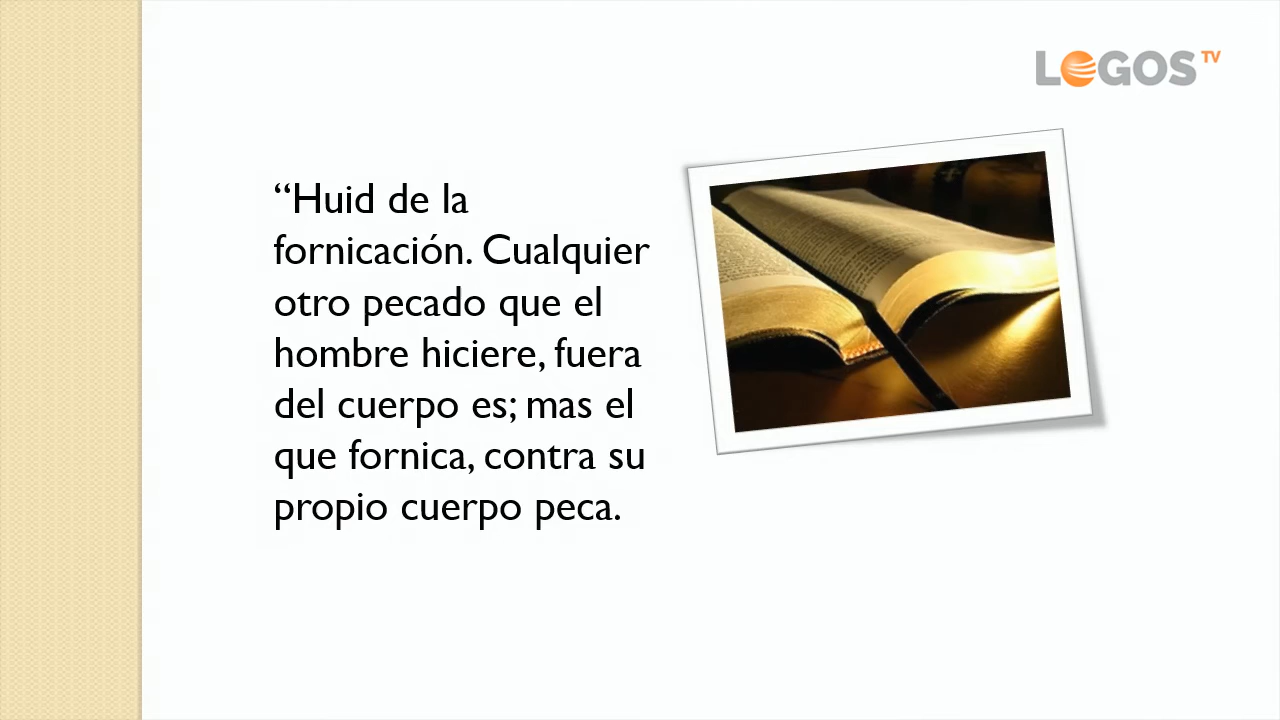 LOGOS TV
“Huid de la
fornicación. Cualquier
otro pecado que el
hombre hiciere, fuera
del cuerpo es; mas el
que fornica, contra su
propio cuerpo peca.